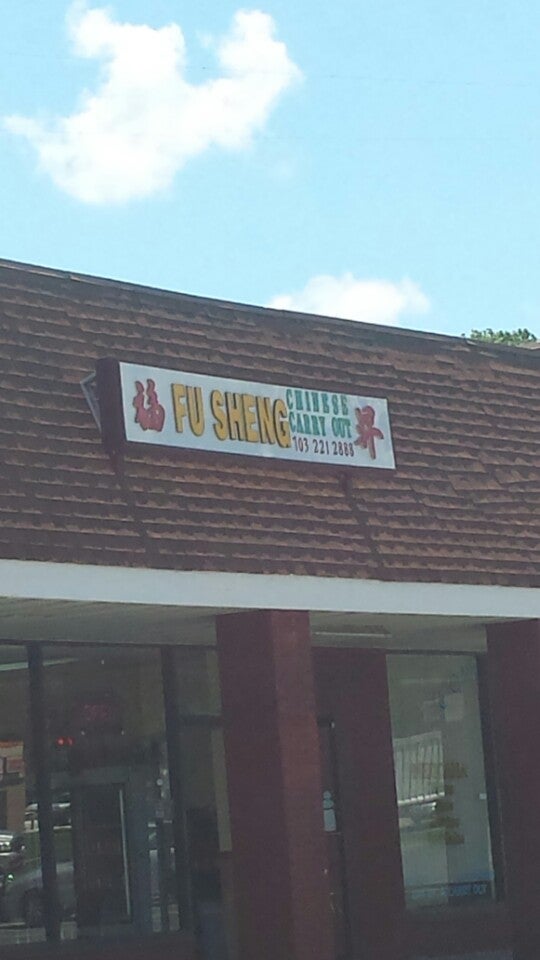 福 FU SHENG CHINESE CARRY OUT 昇
703 221 2888